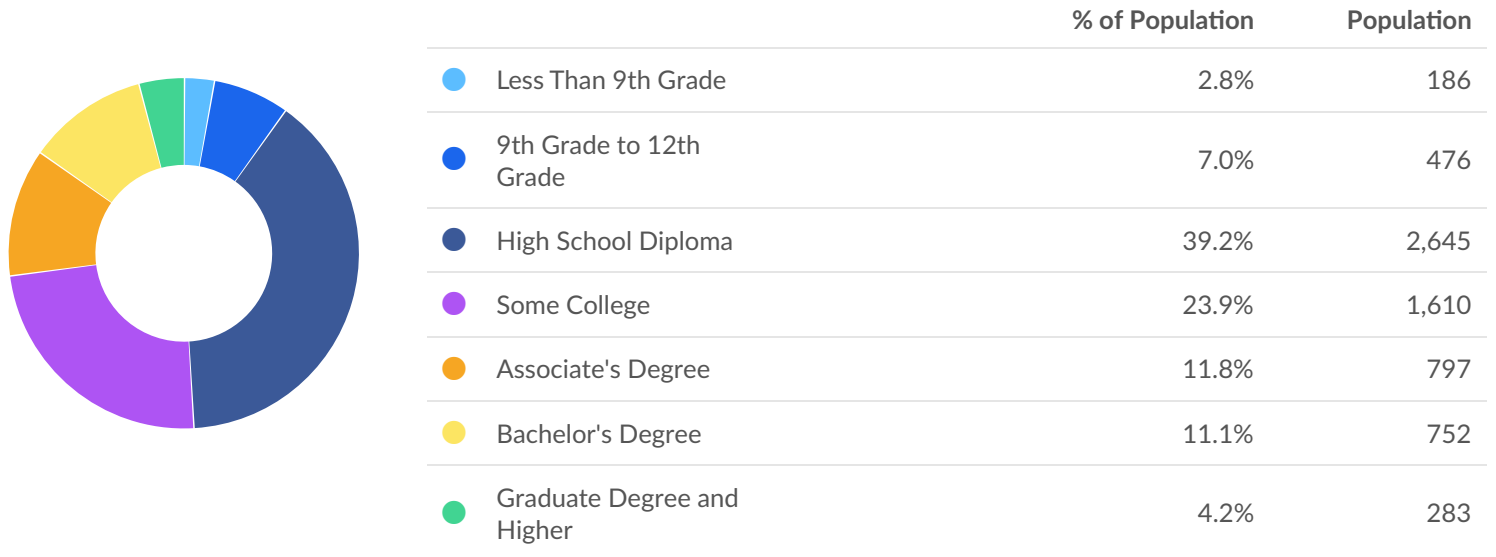 % of Population Population
Less Than 9th Grade 2.8% 186
9th Grade to 12th
Grade 7.0% 476
High School Diploma 39.2% 2,645
Some College 23.9% 1,610
Associate's Degree 11.8% 797
Bachelor's Degree 11.1% 752
Graduate Degree and
Higher 4.2% 283